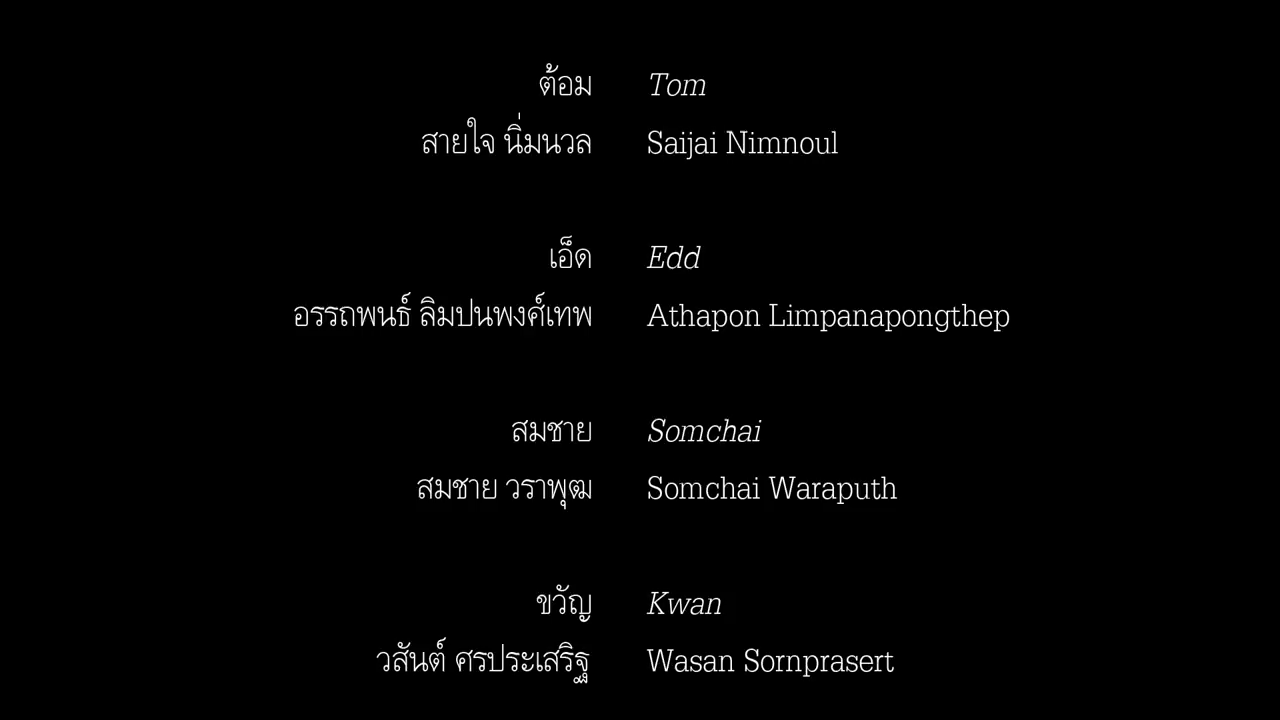 ต้อม Tom
สายใจ นิ่มนวล Saijai Nimnoul
เอ็ด Edd
อรรถพนธ์ ลิมปนพงศ์เทพ Athapon Limpanapongthep
สมชาย Somchai
สมชาย วราพุฒ Somchai Waraputh
ขวัญ Kwan
วสันต์ ศรประเสริฐ Wasan Sornprasert